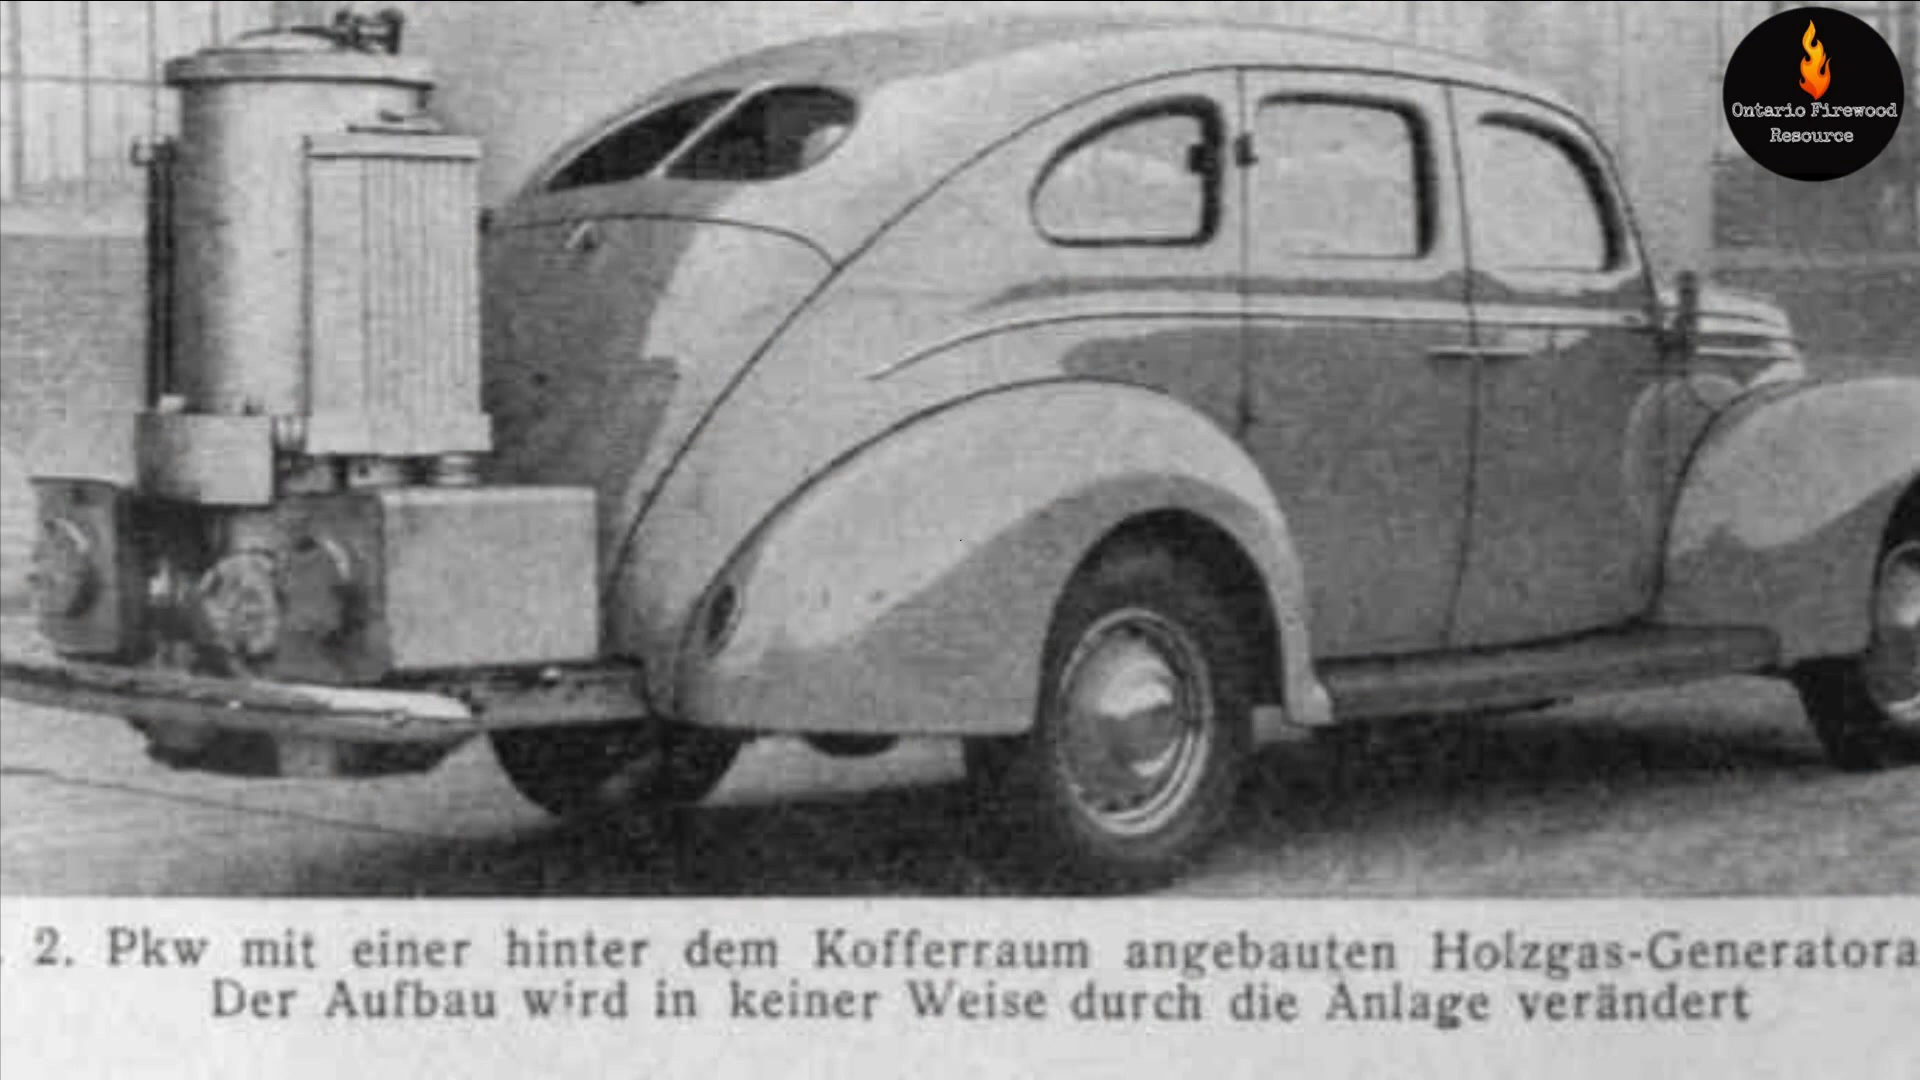 Ontario Firewood
Resource
2. Pkw mit einer hinter dem Kofferraum angebauten Holzgas-Generatora
Der Aufbau wird in keiner Weise durch die Anlage verändert